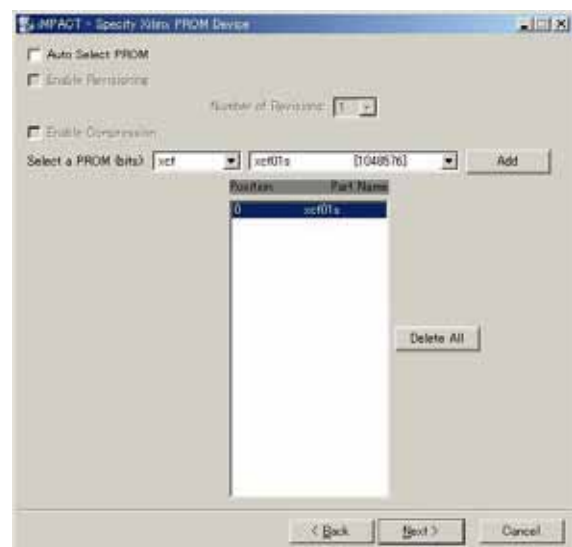 iMPACT - Specify Xilinx PROM Device
Auto Select PROM
Enable Revisioning
Number of Revisions: 1
Enable Compression
Select a PROM (bits): xcf xcf01s [1048576] Add
Position Part Name
0 xcf01s
Delete All
< Back Next > Cancel